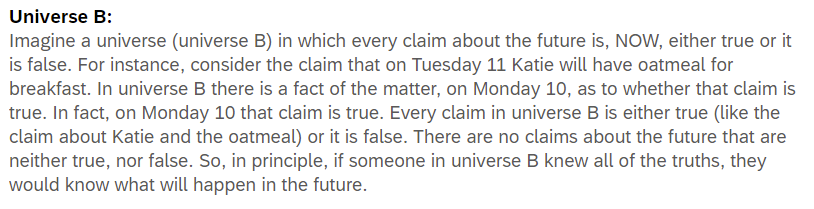 Universe B:
Imagine a universe (universe B) in which every claim about the future is, NOW, either true or it
is false. For instance, consider the claim that on Tuesday 11 Katie will have oatmeal for
breakfast. In universe B there is a fact of the matter, on Monday 10, as to whether that claim is
true. In fact, on Monday 10 that claim is true. Every claim in universe B is either true (like the
claim about Katie and the oatmeal) or it is false. There are no claims about the future that are
neither true, nor false. So, in principle, if someone in universe B knew all of the truths, they
would know what will happen in the future.